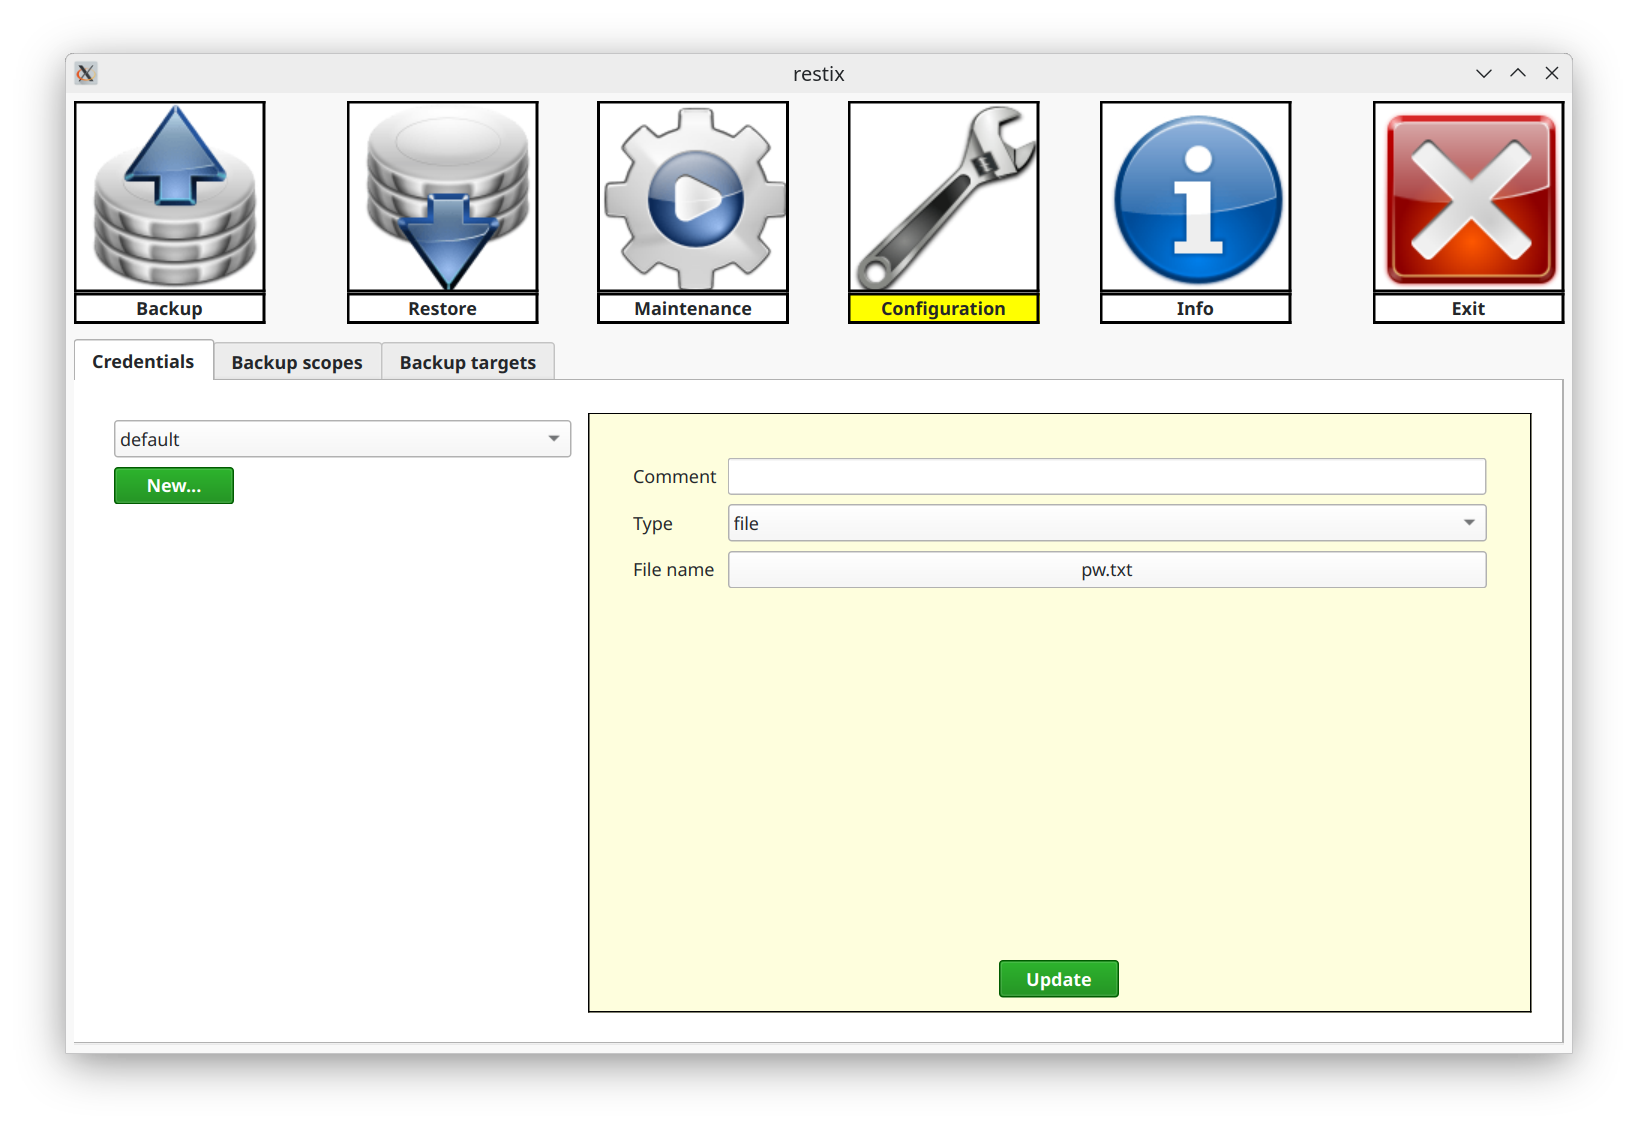 restix
Backup
Restore
Maintenance
Configuration
Info
Exit
Credentials
Backup scopes
Backup targets
default
New...
Comment
Type
file
File name
pw.txt
Update